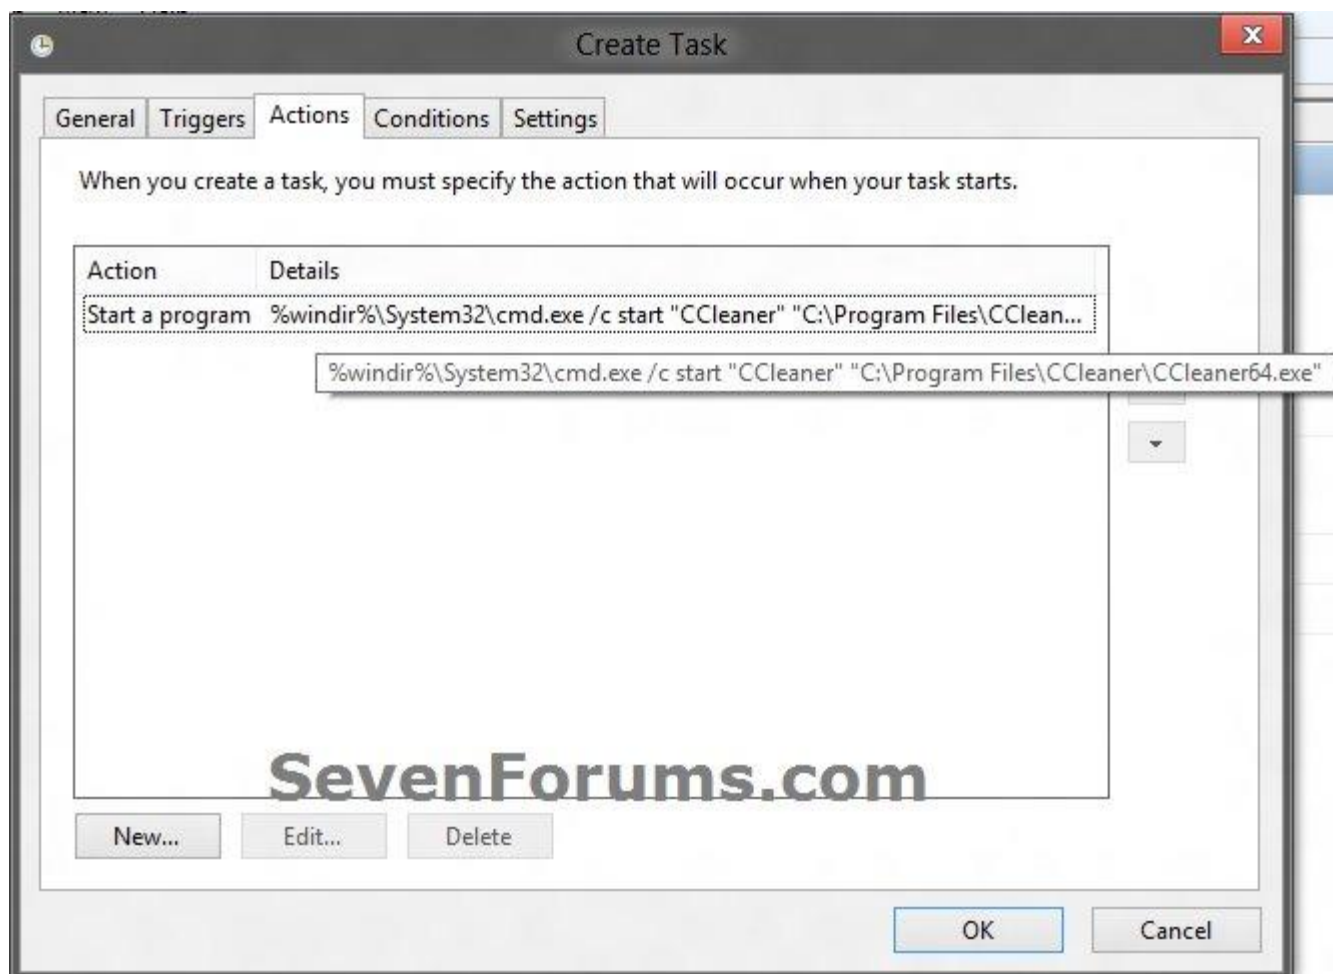 Create Task
General Triggers Actions Conditions Settings
When you create a task, you must specify the action that will occur when your task starts.
Action Details
Start a program %windir%\System32\cmd.exe /c start "CCleaner" "C:\Program Files\CClean...
%windir%\System32\cmd.exe /c start "CCleaner" "C:\Program Files\CCleaner\CCleaner64.exe"
SevenForums.com
New... Edit... Delete
OK Cancel